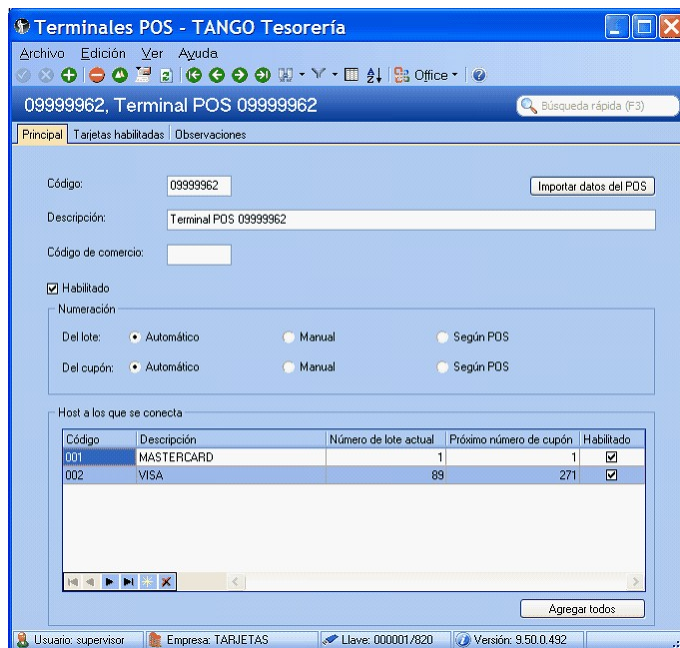 Terminales POS - TANGO Tesorería
Archivo Edición Ver Ayuda
Office
09999962, Terminal POS 09999962
Búsqueda rápida (F3)
Principal Tarjetas habilitadas Observaciones
Código: 09999962 Importar datos del POS
Descripción: Terminal POS 09999962
Código de comercio:
Habilitado
Numeración
Del lote: Automático Manual Según POS
Del cupón: Automático Manual Según POS
Host a los que se conecta
Código Descripción Número de lote actual Próximo número de cupón Habilitado
001 MASTERCARD 1 1
002 VISA 89 271
Agregar todos
Usuario: supervisor Empresa: TARJETAS Llave: 000001/820 Versión: 9.50.0.492